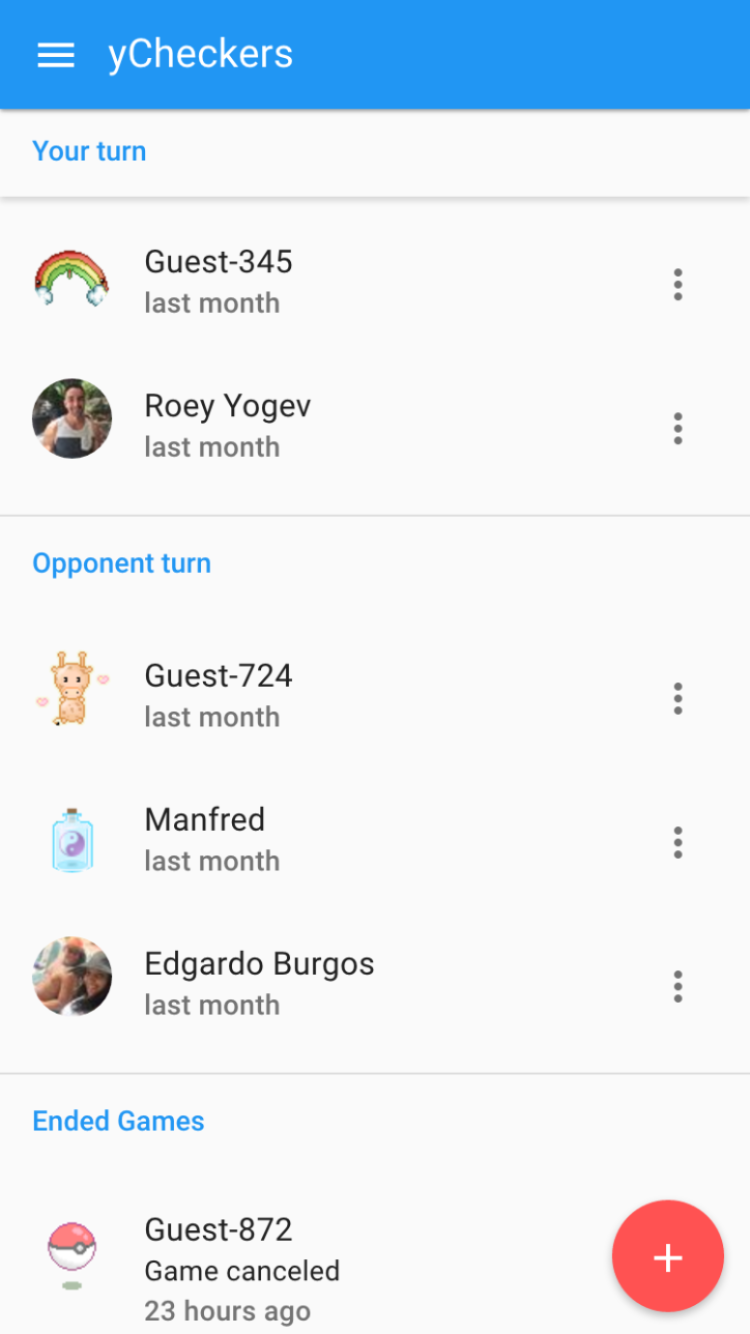 yCheckers
Your turn
Guest-345
last month
Roey Yogev
last month
Opponent turn
Guest-724
last month
Manfred
last month
Edgardo Burgos
last month
Ended Games
Guest-872
Game canceled
23 hours ago